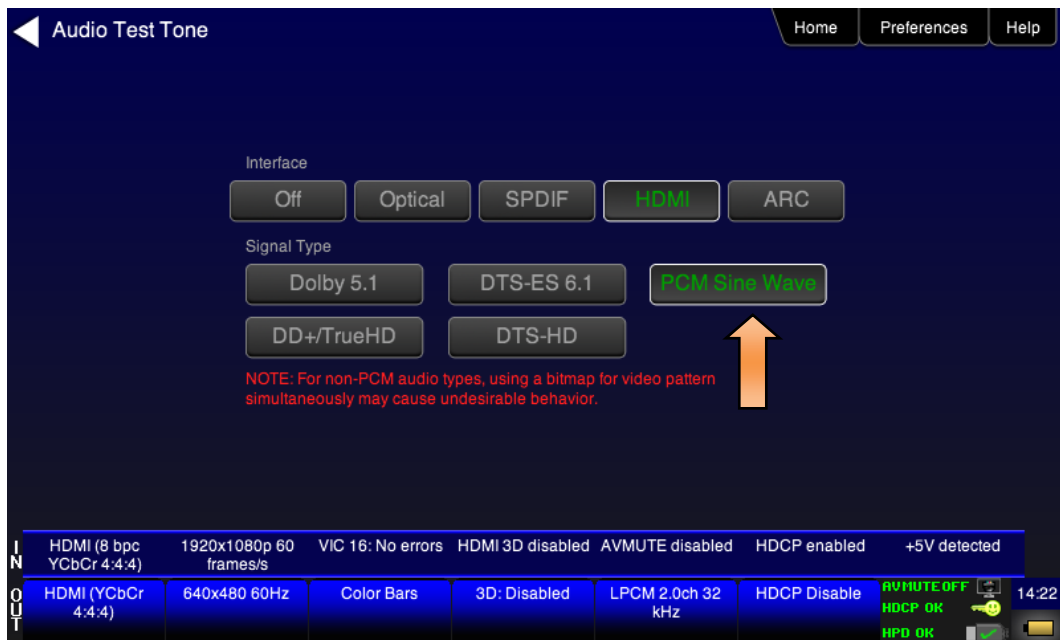 Audio Test Tone
Home
Preferences
Help
Interface
Off
Optical
SPDIF
HDMI
ARC
Signal Type
Dolby 5.1
DTS-ES 6.1
PCM Sine Wave
DD+/TrueHD
DTS-HD
NOTE: For non-PCM audio types, using a bitmap for video pattern
simultaneously may cause undesirable behavior.
IN
HDMI (8 bpc
YCbCr 4:4:4)
1920x1080p 60
frames/s
VIC 16: No errors
HDMI 3D disabled
AVMUTE disabled
HDCP enabled
+5V detected
OUT
HDMI (YCbCr
4:4:4)
640x480 60Hz
Color Bars
3D: Disabled
LPCM 2.0ch 32
kHz
HDCP Disable
AVMUTEOFF
HDCP OK
HPD OK
14:22